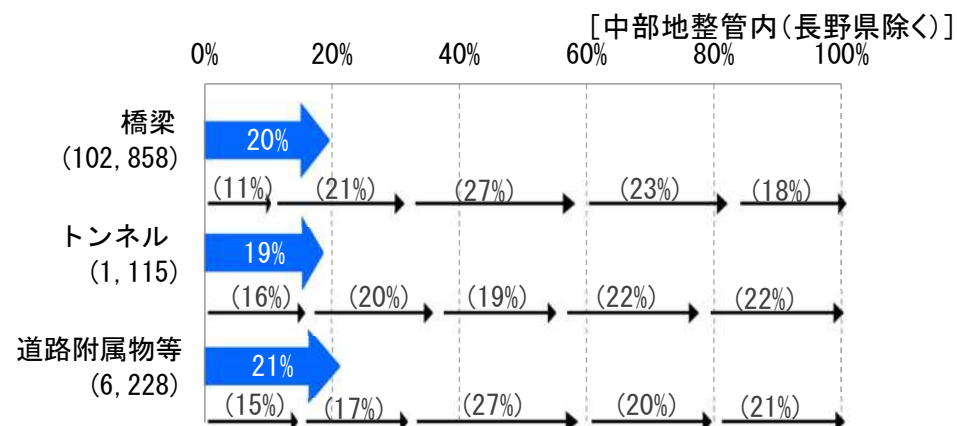 [中部地整管内(長野県除く)]
0% 20% 40% 60% 80% 100%
橋梁
(102,858)
20%
(11%) (21%) (27%) (23%) (18%)
トンネル
(1,115)
19%
(16%) (20%) (19%) (22%) (22%)
道路附属物等
(6,228)
21%
(15%) (17%) (27%) (20%) (21%)